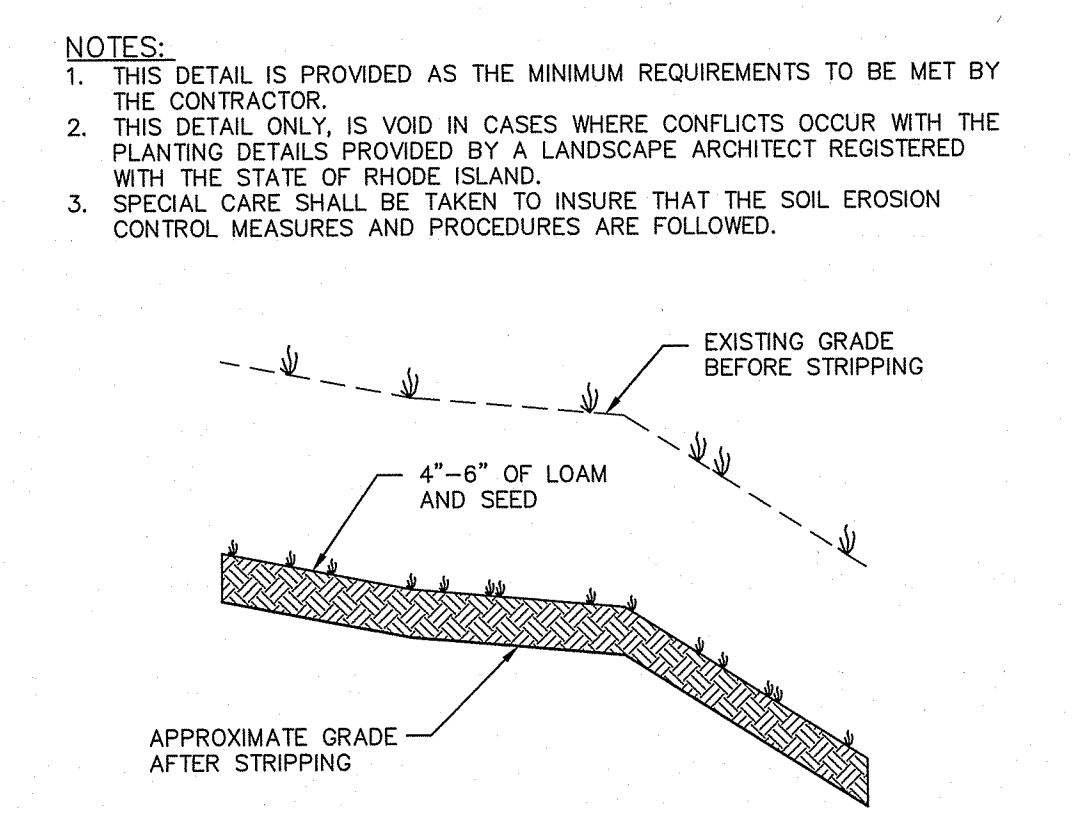 NOTES:
1. THIS DETAIL IS PROVIDED AS THE MINIMUM REQUIREMENTS TO BE MET BY
THE CONTRACTOR.
2. THIS DETAIL ONLY, IS VOID IN CASES WHERE CONFLICTS OCCUR WITH THE
PLANTING DETAILS PROVIDED BY A LANDSCAPE ARCHITECT REGISTERED
WITH THE STATE OF RHODE ISLAND.
3. SPECIAL CARE SHALL BE TAKEN TO INSURE THAT THE SOIL EROSION
CONTROL MEASURES AND PROCEDURES ARE FOLLOWED.
EXISTING GRADE
BEFORE STRIPPING
4"-6" OF LOAM
AND SEED
APPROXIMATE GRADE
AFTER STRIPPING